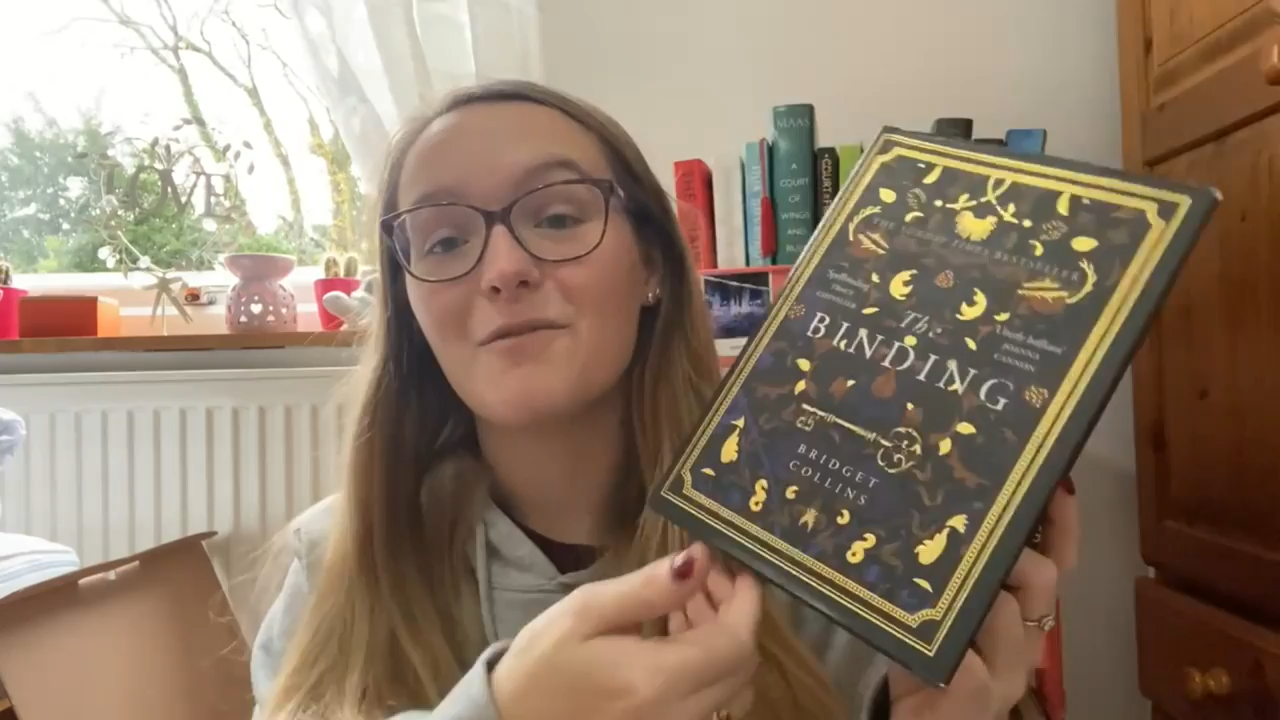 MAAS
A
COURT
OF
WINGS
AND
THE SUNDAY TIMES BESTSELLER
Spellbinding
TRACY
CHEVALIER
The
BINDING
Utterly brilliant
JOANNA
CANNON
BRIDGET
COLLINS